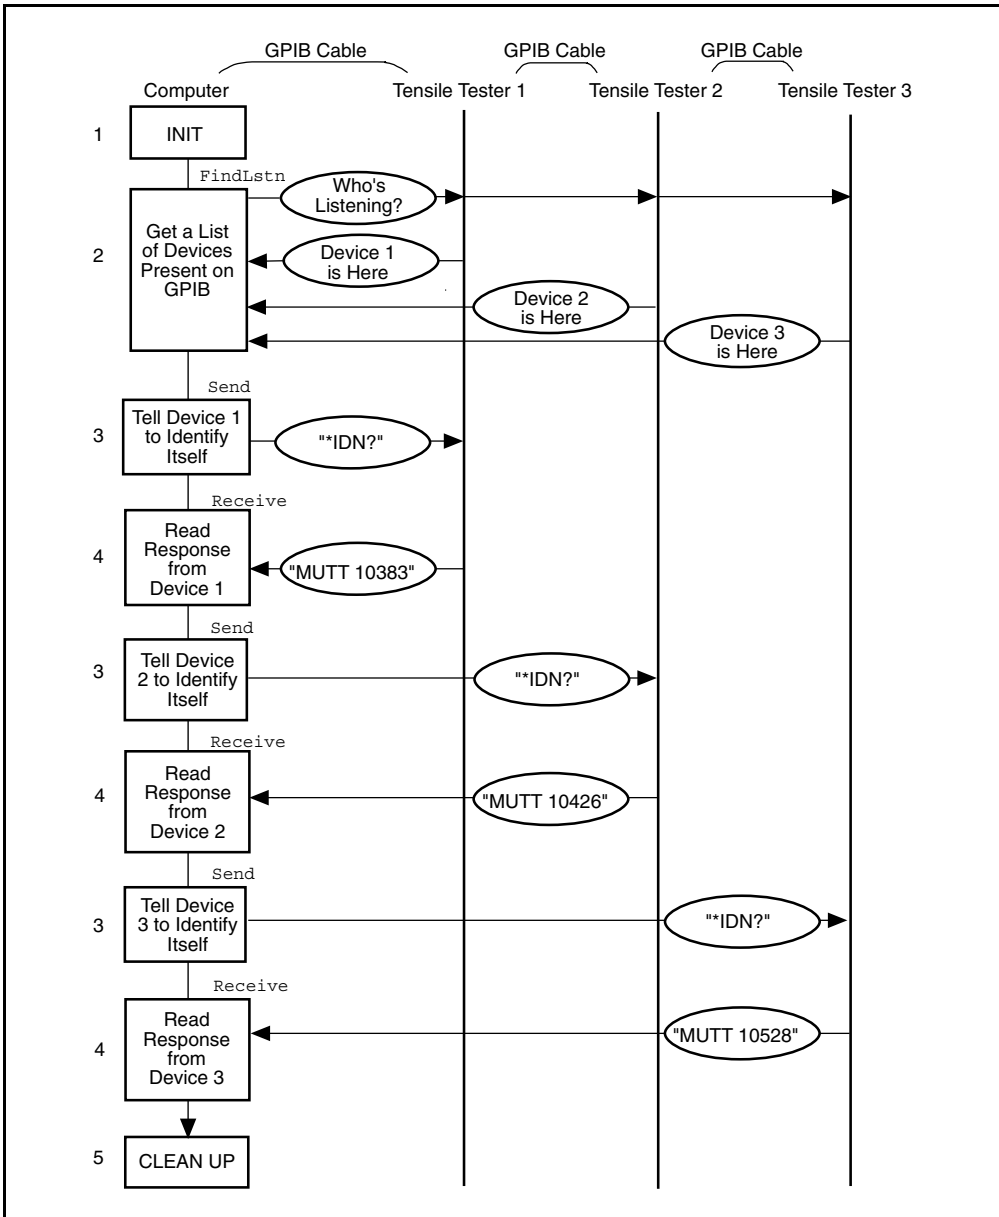 GPIB Cable GPIB Cable GPIB Cable
Computer Tensile Tester 1 Tensile Tester 2 Tensile Tester 3
1 INIT
FindLstn
Who's
Listening?
2
Get a List
of Devices
Present on
GPIB
Device 1
is Here
Device 2
is Here
Device 3
is Here
Send
3
Tell Device 1
to Identify
Itself
"*IDN?"
Receive
4
Read
Response
from
Device 1
"MUTT 10383"
Send
3
Tell Device
2 to Identify
Itself
"*IDN?"
Receive
4
Read
Response
from
Device 2
"MUTT 10426"
Send
3
Tell Device
3 to Identify
Itself
"*IDN?"
Receive
4
Read
Response
from
Device 3
"MUTT 10528"
5 CLEAN UP